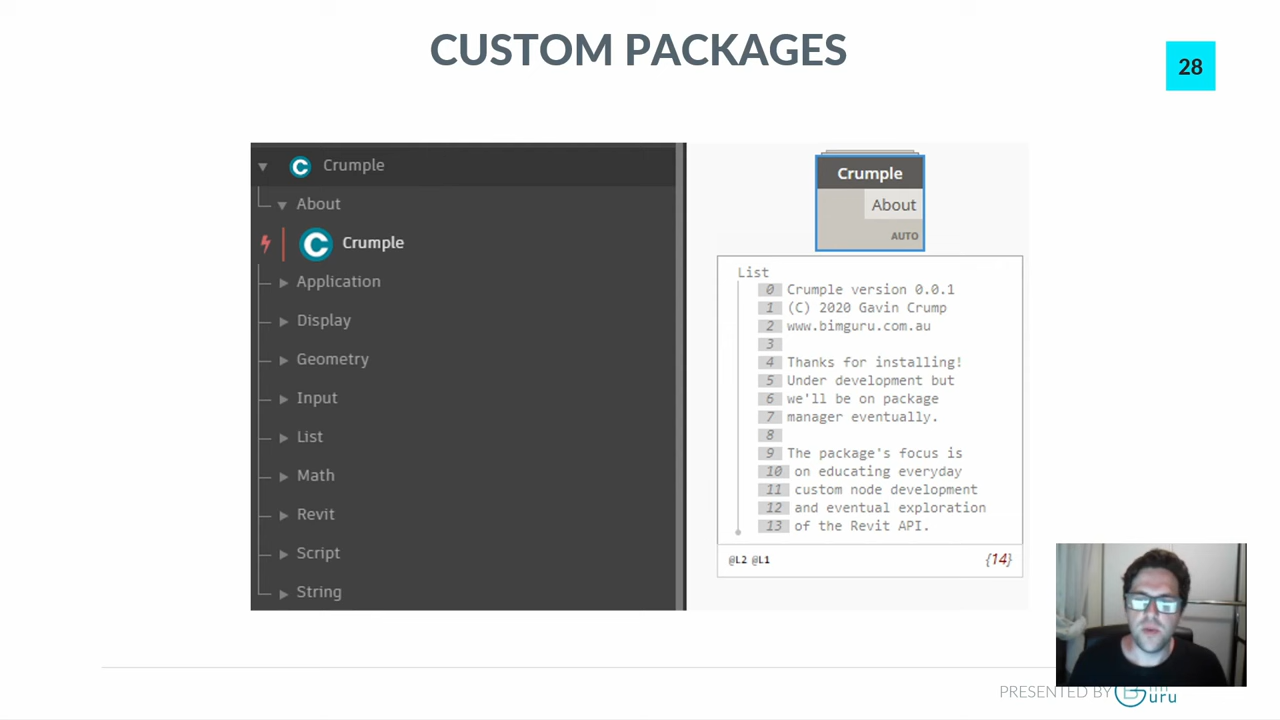 CUSTOM PACKAGES
28
C Crumple
About
C Crumple
Application
Display
Geometry
Input
List
Math
Revit
Script
String
Crumple
About
AUTO
List
0 Crumple version 0.0.1
1 (C) 2020 Gavin Crump
2 www.bimguru.com.au
3
4 Thanks for installing!
5 Under development but
6 we'll be on package
7 manager eventually.
8
9 The package's focus is
10 on educating everyday
11 custom node development
12 and eventual exploration
13 of the Revit API.
@L2 @L1
{14}
PRESENTED BY
uru